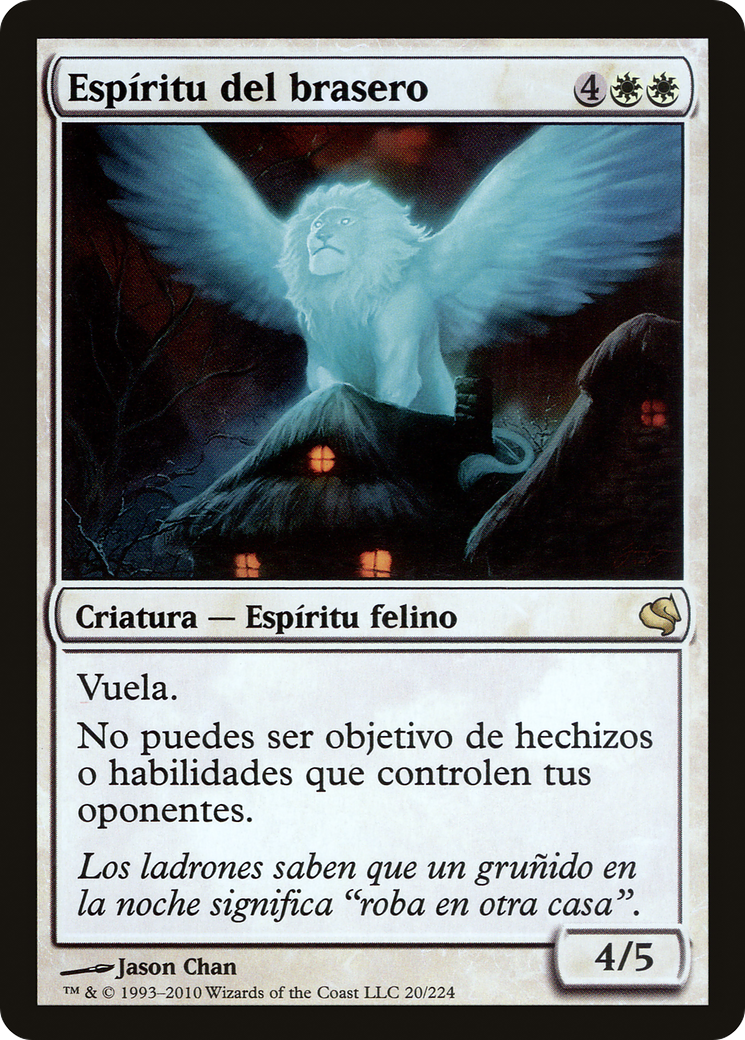 Espíritu del brasero 4
Criatura — Espíritu felino
Vuela.
No puedes ser objetivo de hechizos
o habilidades que controlen tus
oponentes.
Los ladrones saben que un gruñido en
la noche significa “roba en otra casa”.
4/5
Jason Chan
™ & © 1993–2010 Wizards of the Coast LLC 20/224